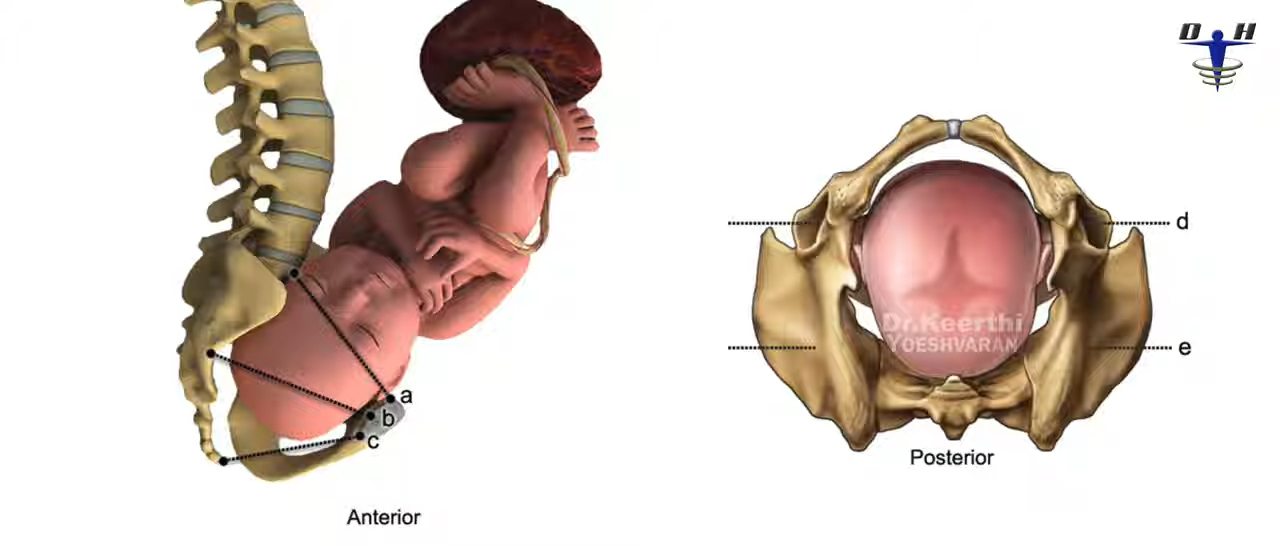 D H
a
b
c
Anterior
d
Dr.Keerthi
YOESHVARAN
e
Posterior